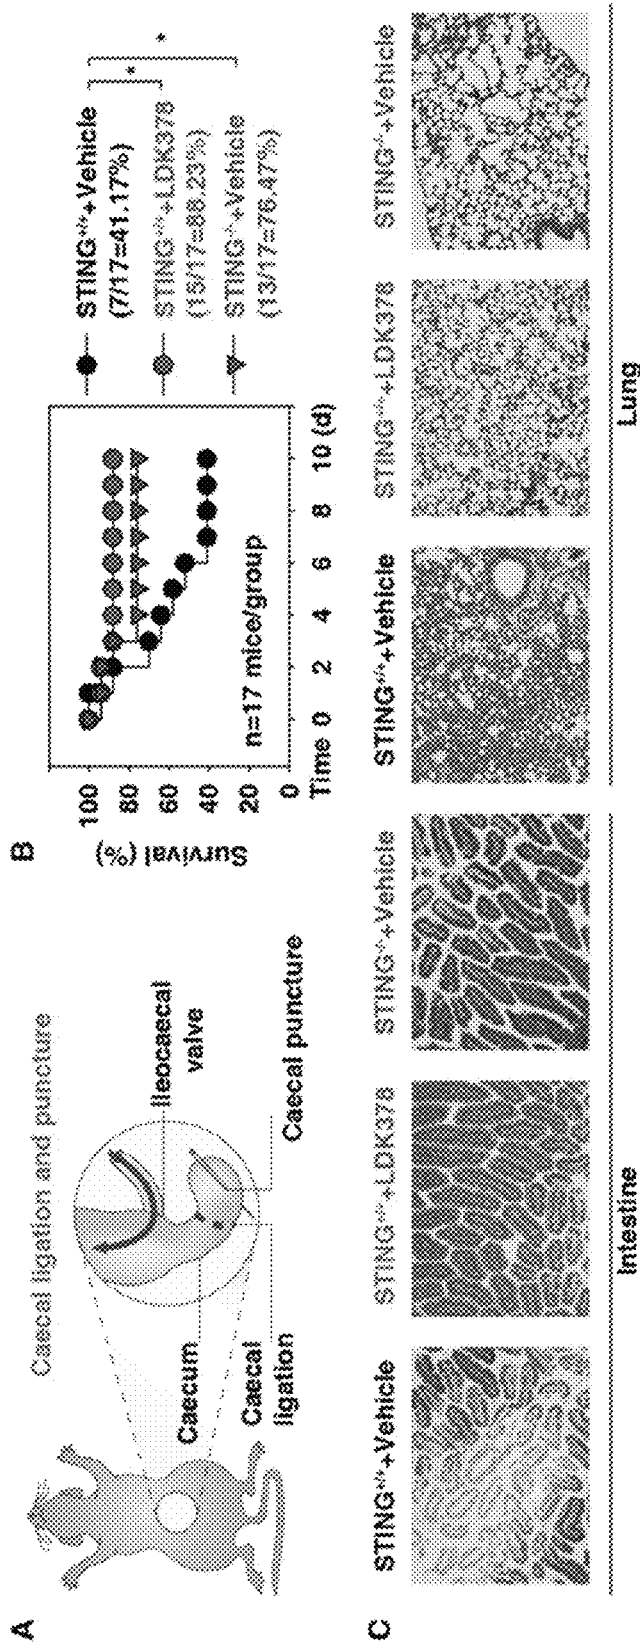 A
Caecal ligation and puncture
Caecum
Caecal
ligation
Ileocaecal
valve
Caecal puncture
B
Survival (%)
100
80
60
40
20
0
Time 0 2 4 6 8 10 (d)
n=17 mice/group
STING+/++Vehicle
(7/17=41.17%)
STING+/++LDK378
(15/17=88.23%)
STING-/-+Vehicle
(13/17=76.47%)
*
*
C
STING+/++Vehicle
STING+/++LDK378
STING-/-+Vehicle
Intestine
STING+/++Vehicle
STING+/++LDK378
STING-/-+Vehicle
Lung